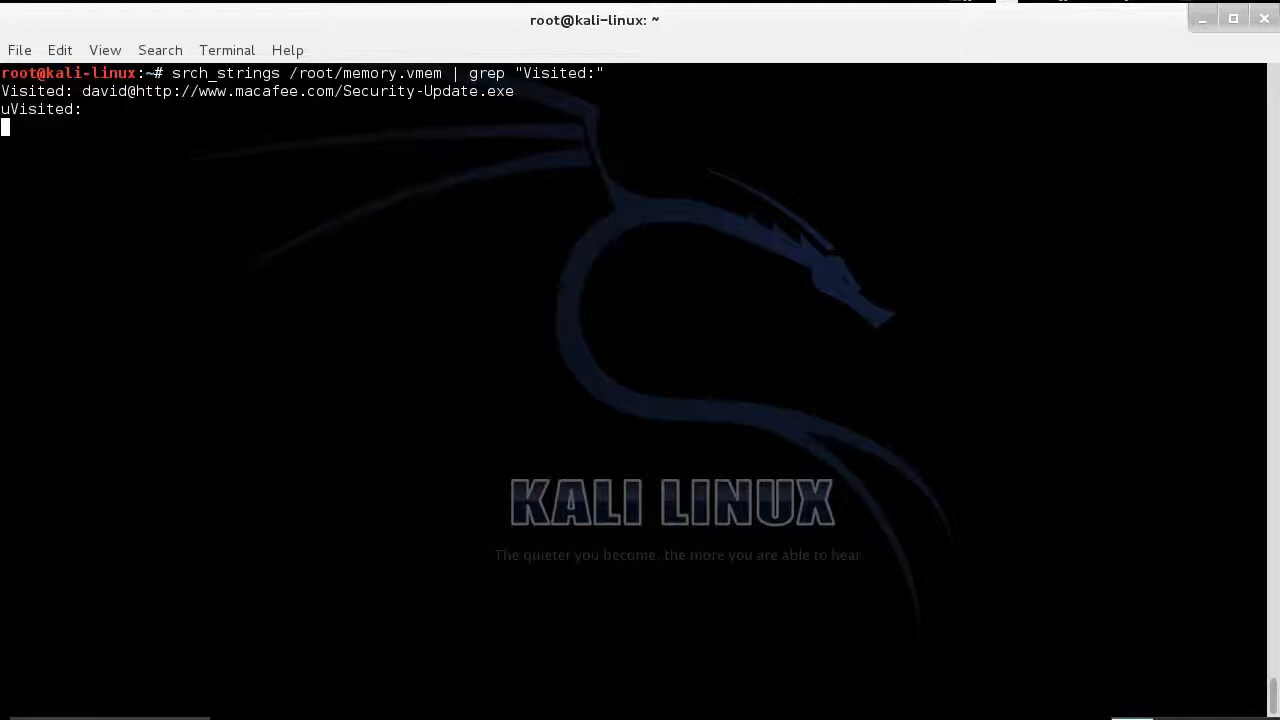 root@kali-linux: ~
File Edit View Search Terminal Help
root@kali-linux:~# srch_strings /root/memory.vmem | grep "Visited:"
Visited: david@http://www.macafee.com/Security-Update.exe
uVisited:
KALI LINUX
The quieter you become, the more you are able to hear